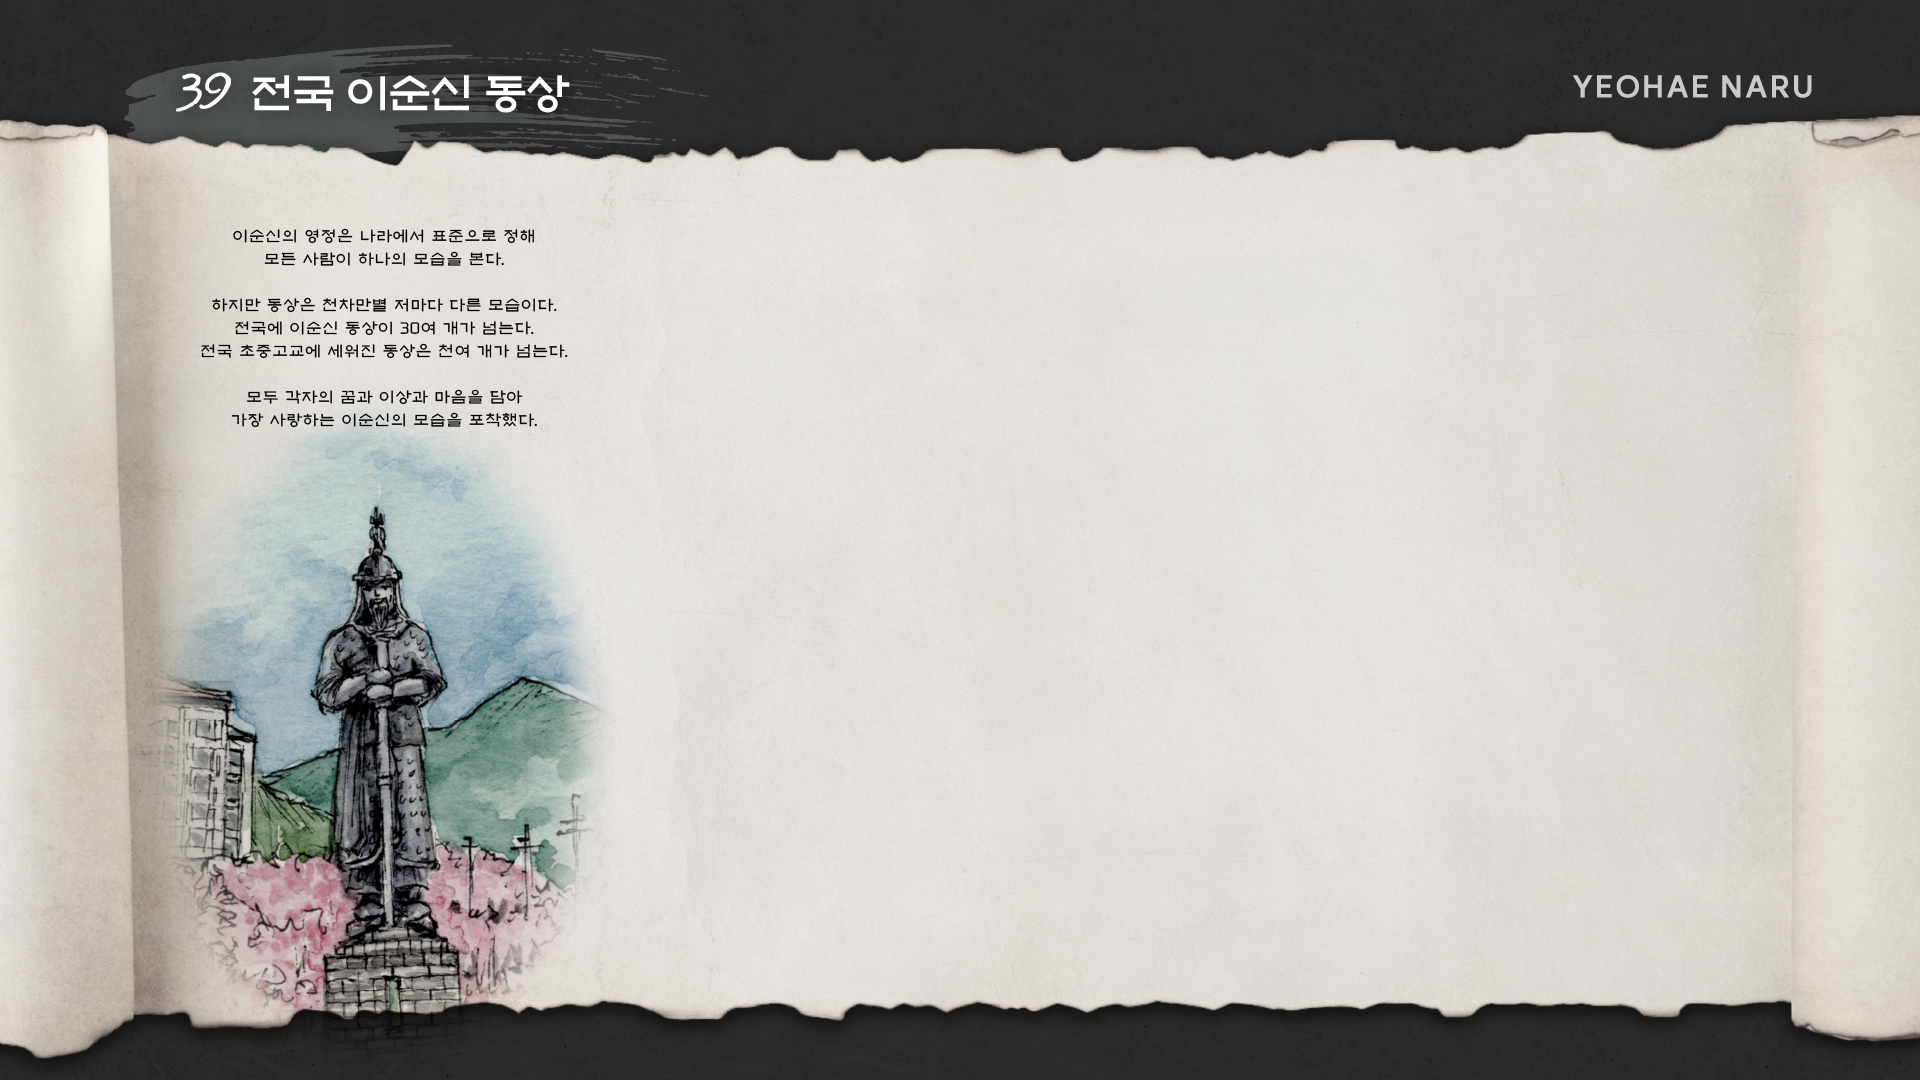 39 전국 이순신 동상
YEOHAE NARU
이순신의 영정은 나라에서 표준으로 정해
모든 사람이 하나의 모습을 본다.
하지만 동상은 천차만별 저마다 다른 모습이다.
전국에 이순신 동상이 30여 개가 넘는다.
전국 초중고교에 세워진 동상은 천여 개가 넘는다.
모두 각자의 꿈과 이상과 마음을 담아
가장 사랑하는 이순신의 모습을 포착했다.